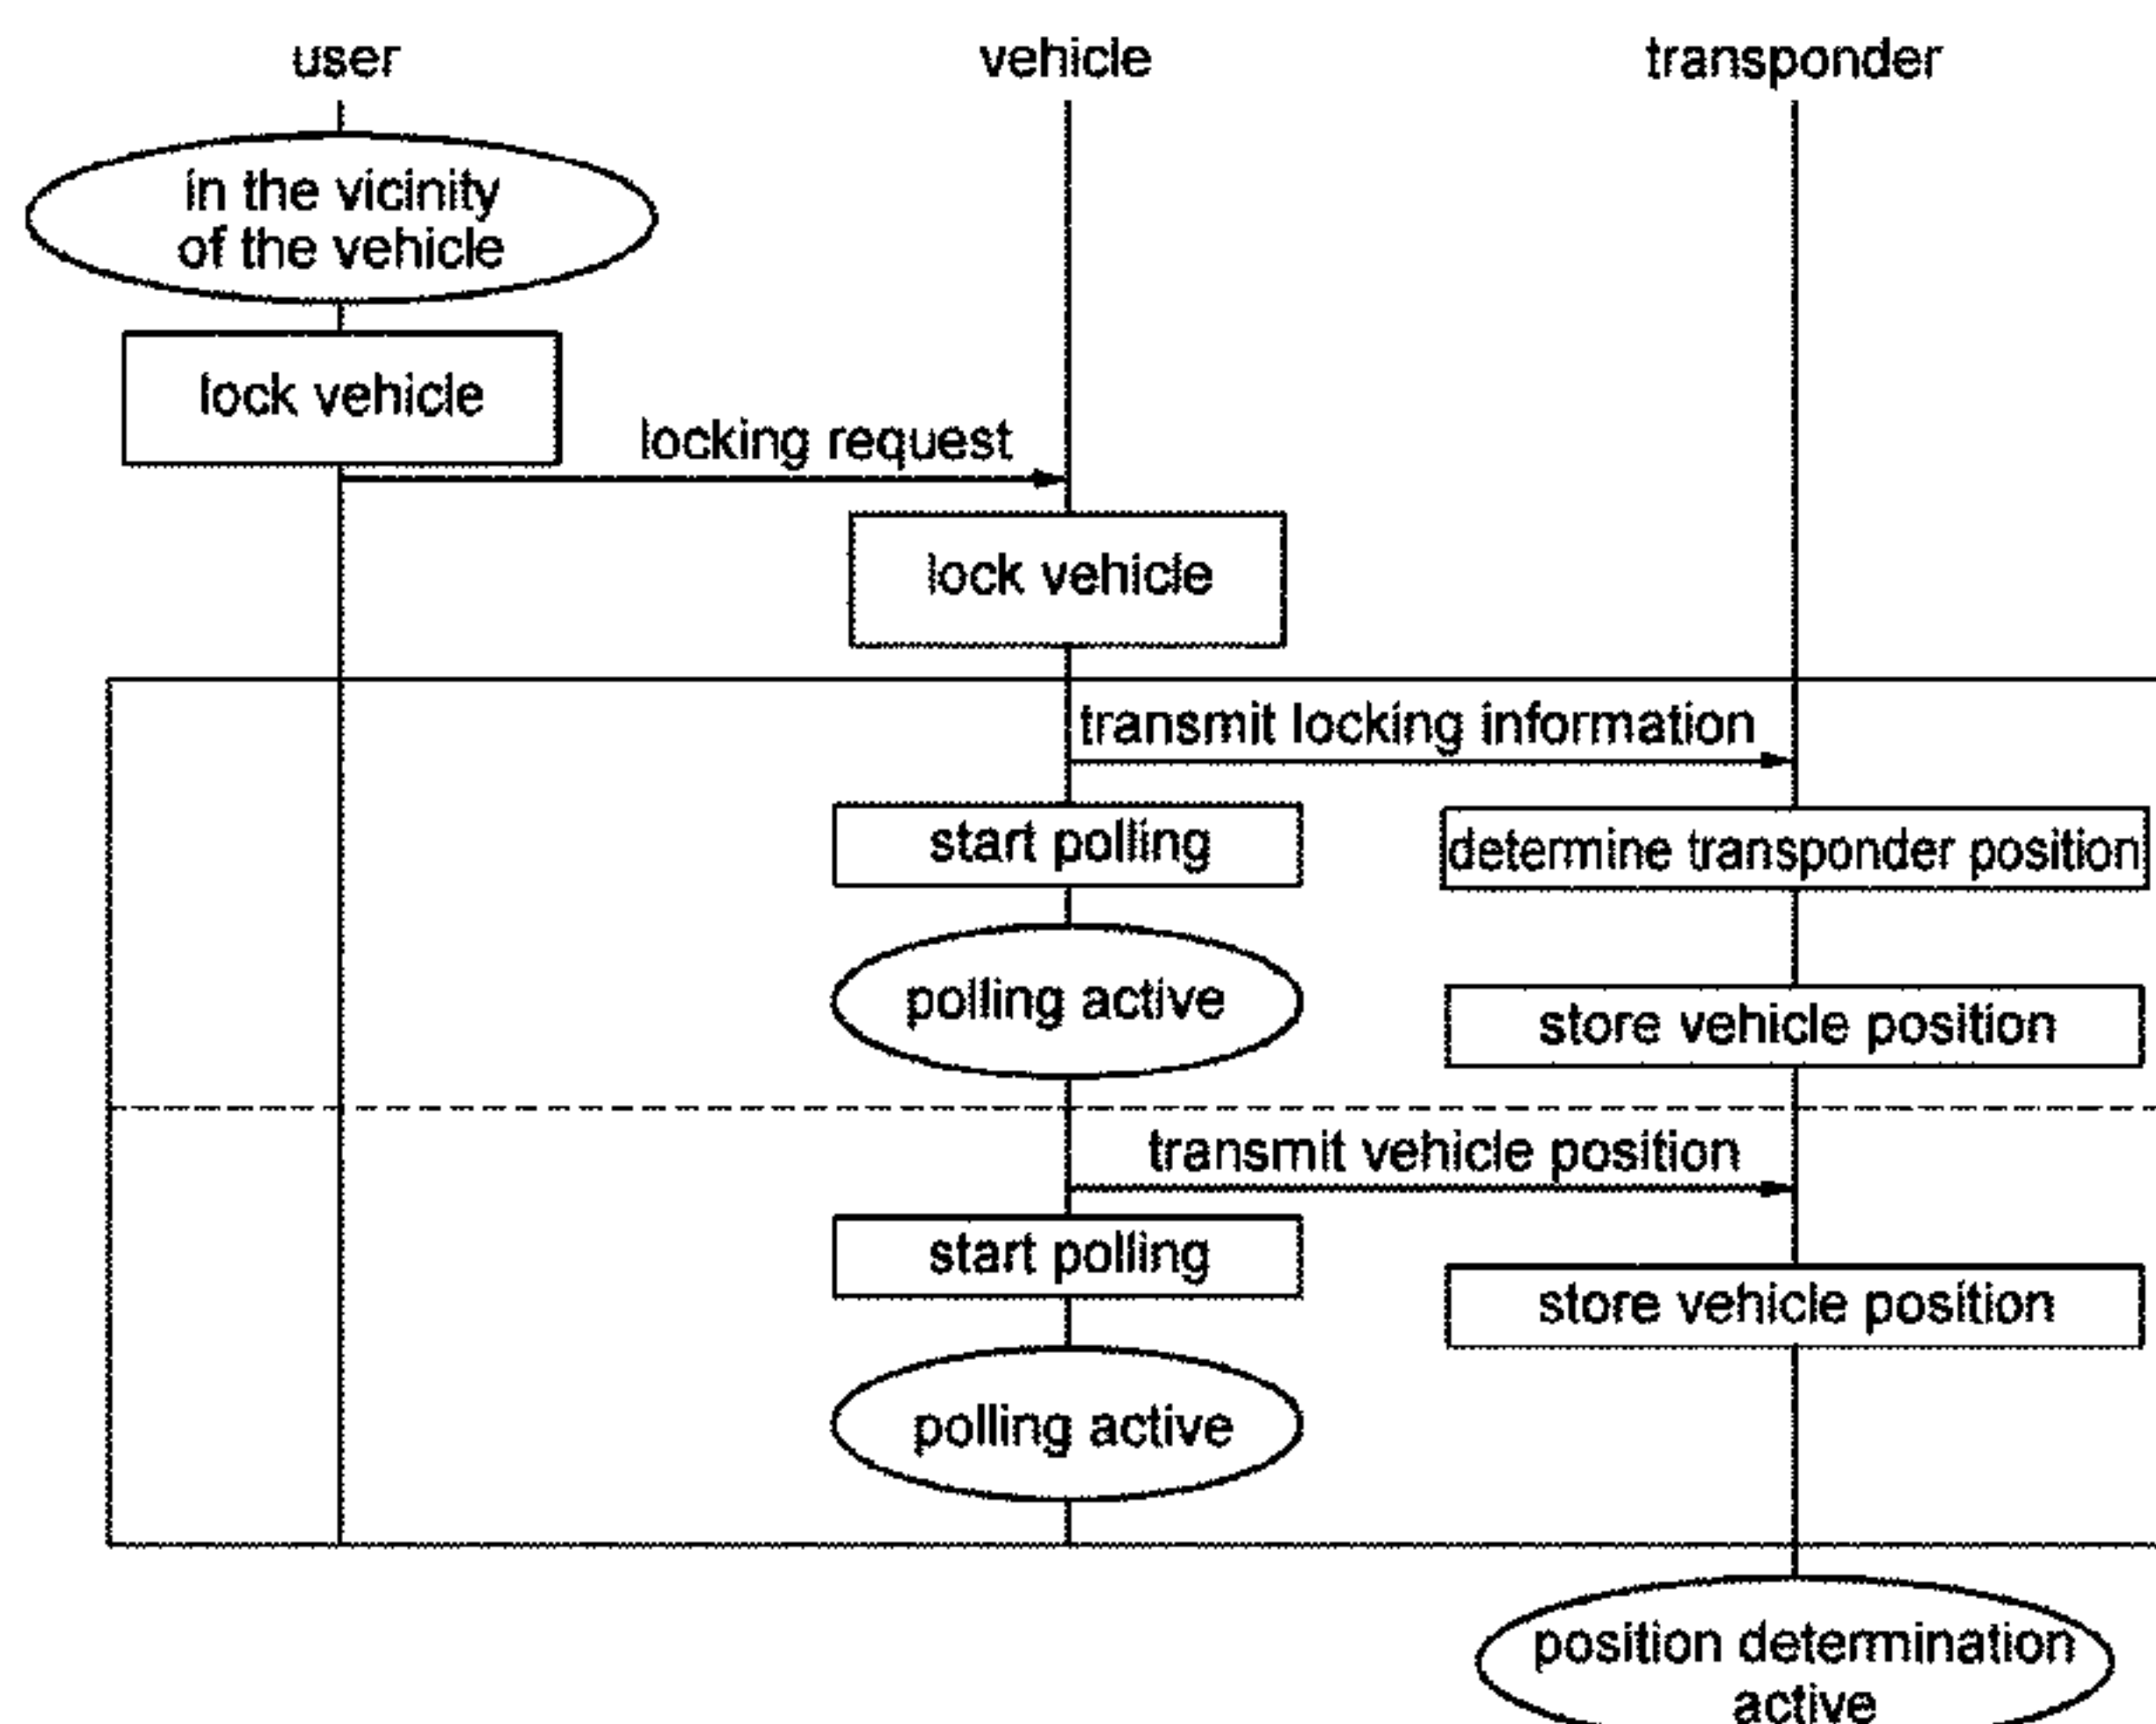 user
vehicle
transponder
in the vicinity
of the vehicle
lock vehicle
locking request
lock vehicle
transmit locking information
start polling
determine transponder position
polling active
store vehicle position
transmit vehicle position
start polling
store vehicle position
polling active
position determination
active